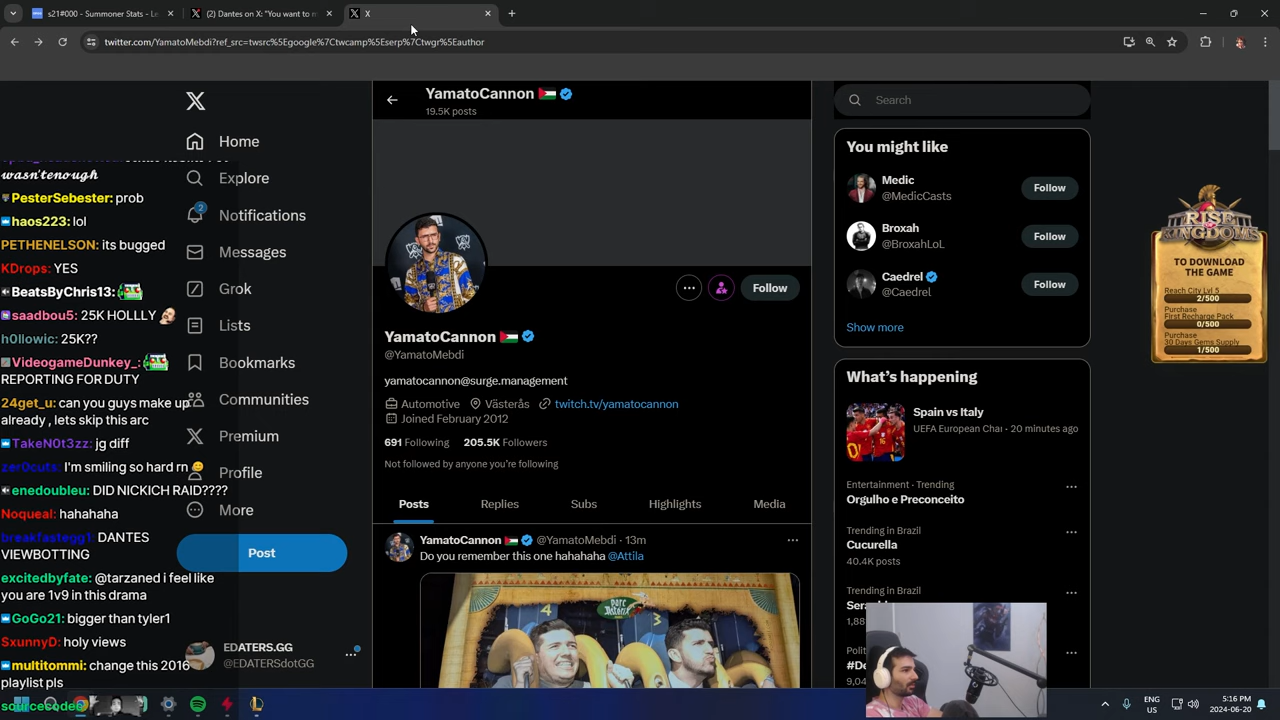 s21#000 - Summoner Stats - Le
(2) Dantes on X: "You want to m
X
twitter.com/YamatoMebdi?ref_src=twsrc%5Egoogle%7Ctwcamp%5Eserp%7Ctwgr%5Eauthor
wasn'tenough
PesterSebester: prob
haos223: lol
PETHENELSON: its bugged
KDrops: YES
BeatsByChris13:
saadbou5: 25K HOLLLY
h0llowic: 25K??
VideogameDunkey_:
REPORTING FOR DUTY
24get_u: can you guys make up
already , lets skip this arc
TakeN0t3zz: jg diff
zer0cuts: I'm smiling so hard rn
enedoubleu: DID NICKICH RAID????
Noqueal: hahahaha
breakfastegg1: DANTES
VIEWBOTTING
excitedbyfate: @tarzaned i feel like
you are 1v9 in this drama
GoGo21: bigger than tyler1
SxunnyD: holy views
multitommi: change this 2016
playlist pls
sourcecodes
Home
Explore
2
Notifications
Messages
Grok
Lists
Bookmarks
Communities
Premium
Profile
More
Post
EDATERS.GG
@EDATERSdotGG
YamatoCannon
19.5K posts
Follow
YamatoCannon
@YamatoMebdi
yamatocannon@surge.management
Automotive Västerås twitch.tv/yamatocannon
Joined February 2012
691 Following 205.5K Followers
Not followed by anyone you're following
Posts Replies Subs Highlights Media
YamatoCannon @YamatoMebdi · 13m
Do you remember this one hahahaha @Attila
4
3
Parc
Search
You might like
Medic
@MedicCasts
Follow
Broxah
@BroxahLoL
Follow
Caedrel
@Caedrel
Follow
Show more
What's happening
Spain vs Italy
UEFA European Chai · 20 minutes ago
Entertainment · Trending
Orgulho e Preconceito
Trending in Brazil
Cucurella
40.4K posts
Trending in Brazil
RISE
KINGDOMS
TO DOWNLOAD
THE GAME
Reach City Lvl 5
2/500
Purchase
First Recharge Pack
0/500
Purchase
30 Days Gems Supply
1/500
ENG
US
5:16 PM
2024-06-20